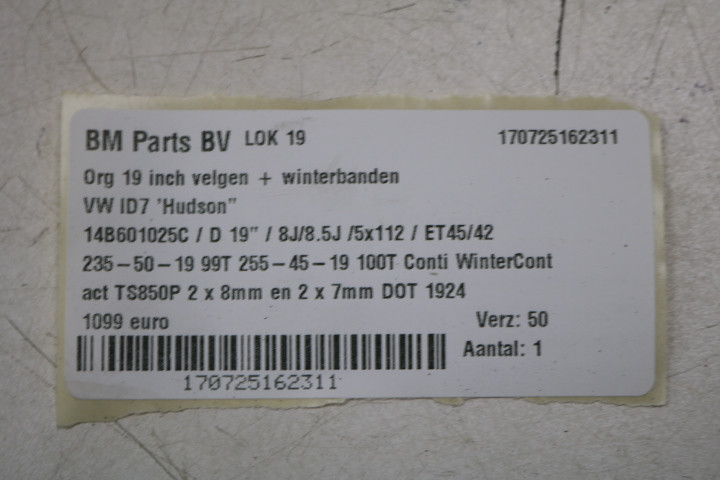 BM Parts BV LOK 19 170725162311
Org 19 inch velgen + winterbanden
VW ID7 'Hudson"
14B601025C / D 19" / 8J/8.5J /5x112 / ET45/42
235-50-19 99T 255-45-19 100T Conti WinterCont
act TS850P 2 x 8mm en 2 x 7mm DOT 1924
1099 euro Verz: 50
Aantal: 1
170725162311